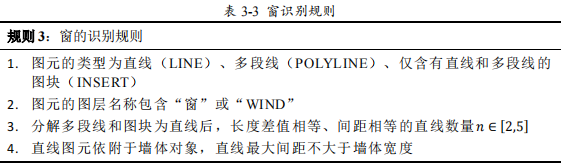 表 3-3 窗识别规则
规则 3：窗的识别规则
1. 图元的类型为直线（LINE）、多段线（POLYLINE）、仅含有直线和多段线的
图块（INSERT）
2. 图元的图层名称包含“窗”或“WIND”
3. 分解多段线和图块为直线后，长度差值相等、间距相等的直线数量n ∈ [2,5]
4. 直线图元依附于墙体对象，直线最大间距不大于墙体宽度